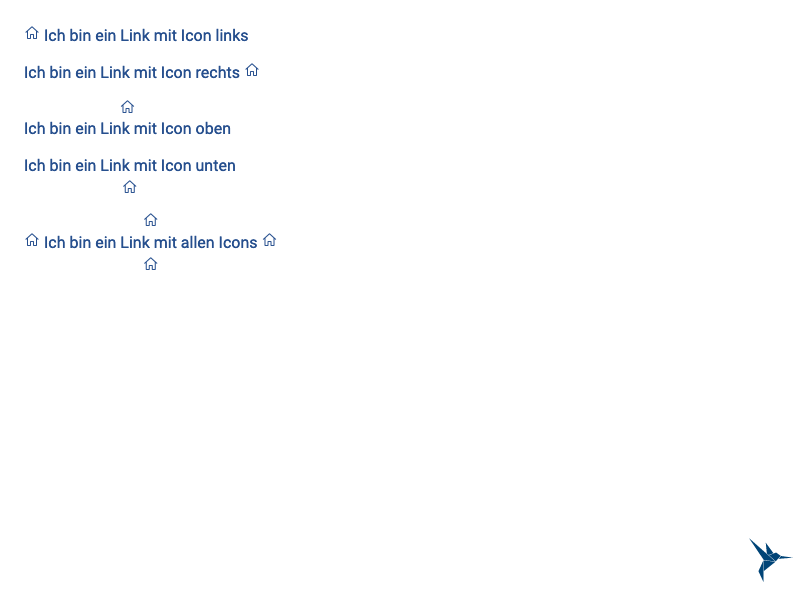 Ich bin ein Link mit Icon links
Ich bin ein Link mit Icon rechts
Ich bin ein Link mit Icon oben
Ich bin ein Link mit Icon unten
Ich bin ein Link mit allen Icons